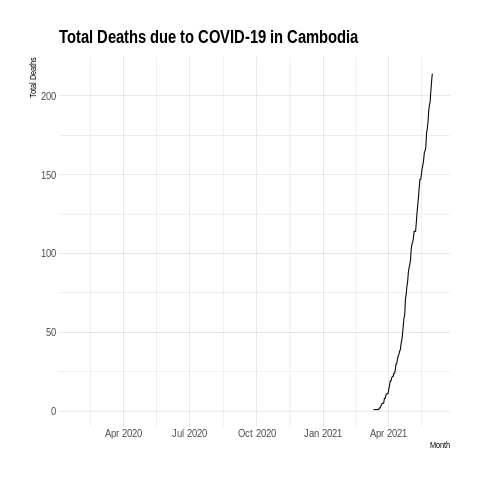 Total Deaths due to COVID-19 in Cambodia
Total Deaths
200
150
100
50
0
Apr 2020 Jul 2020 Oct 2020 Jan 2021 Apr 2021
Month